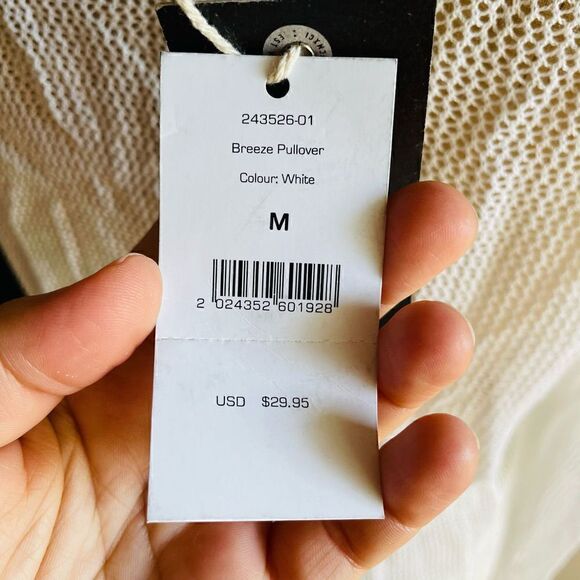 243526-01
Breeze Pullover
Colour: White
M
2 024352 601928
USD $29.95